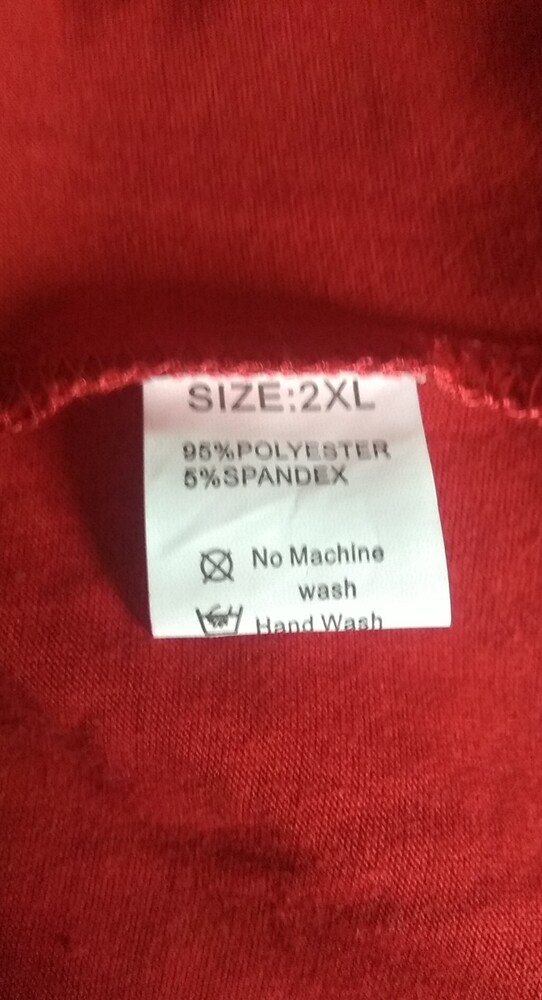 SIZE:2XL
95%POLYESTER
5%SPANDEX
No Machine
wash
Hand Wash